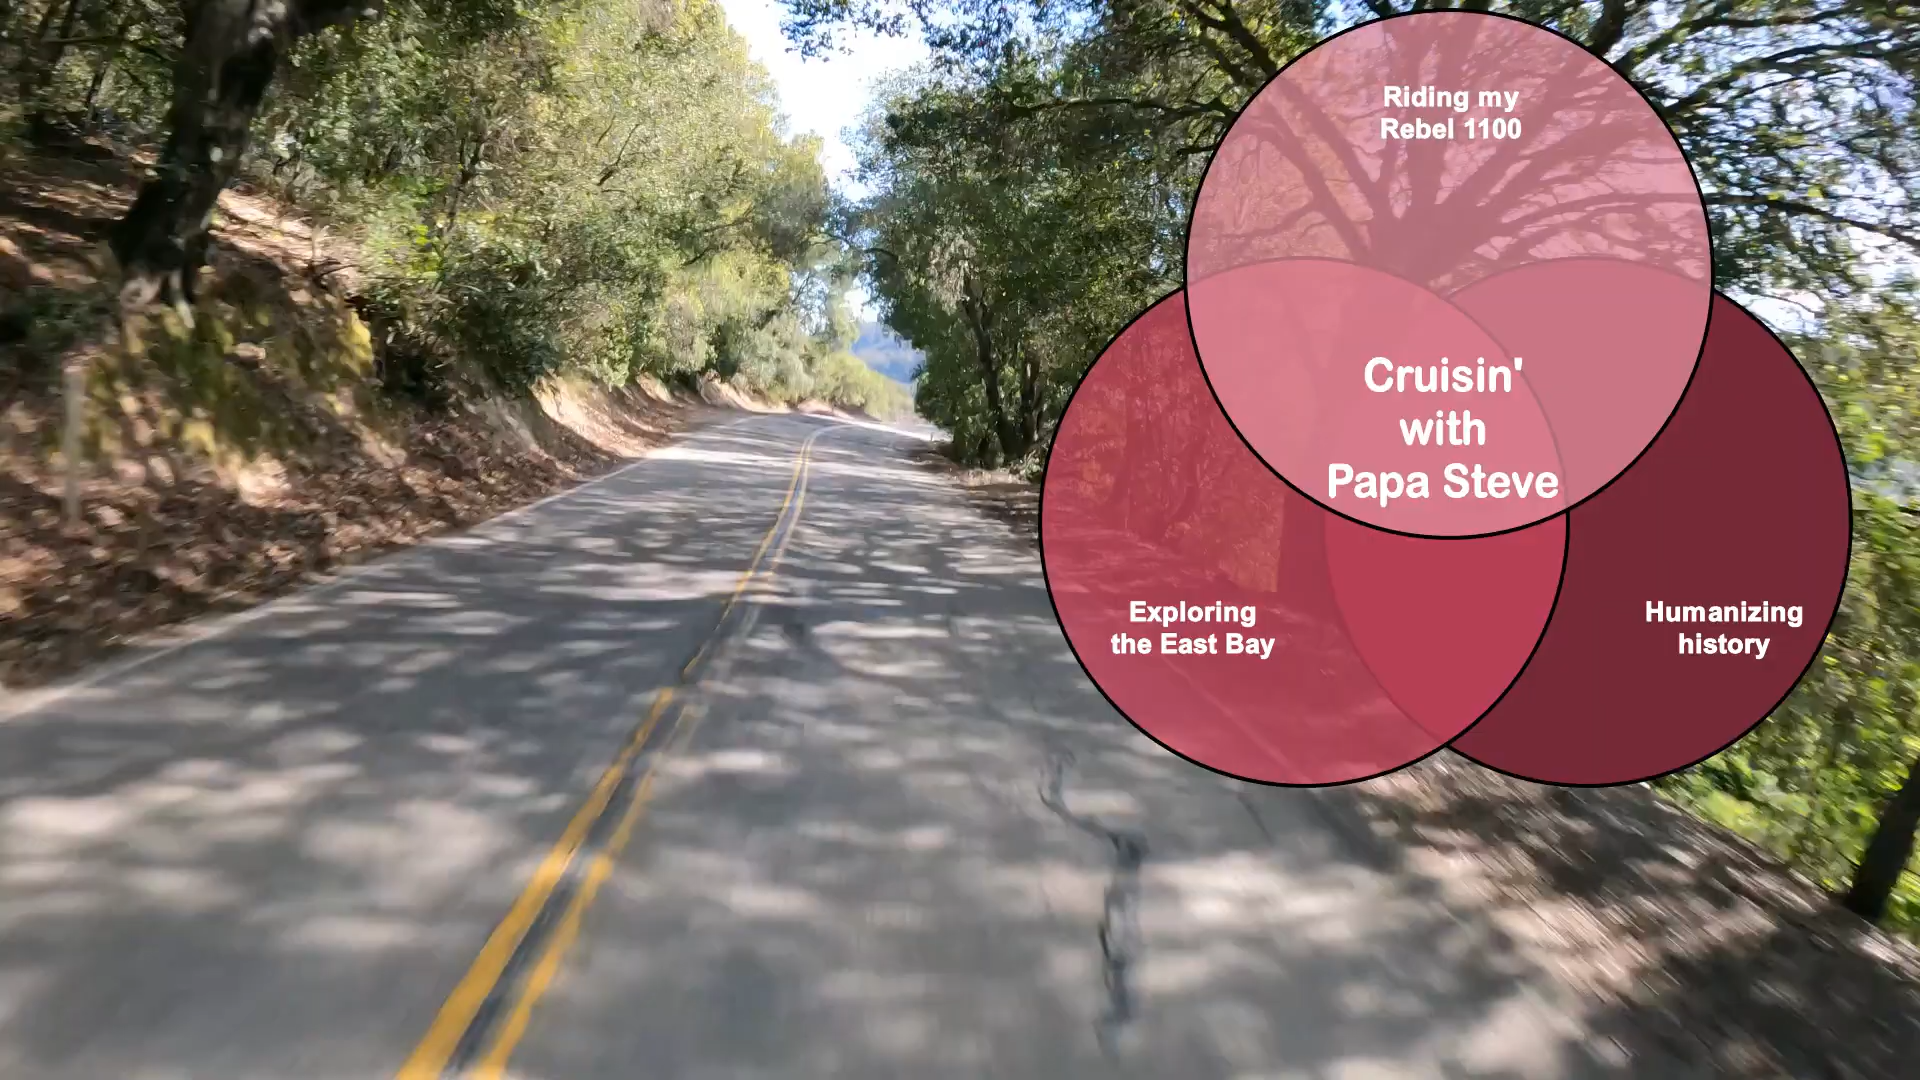 Riding my
Rebel 1100
Cruisin'
with
Papa Steve
Exploring
the East Bay
Humanizing
history